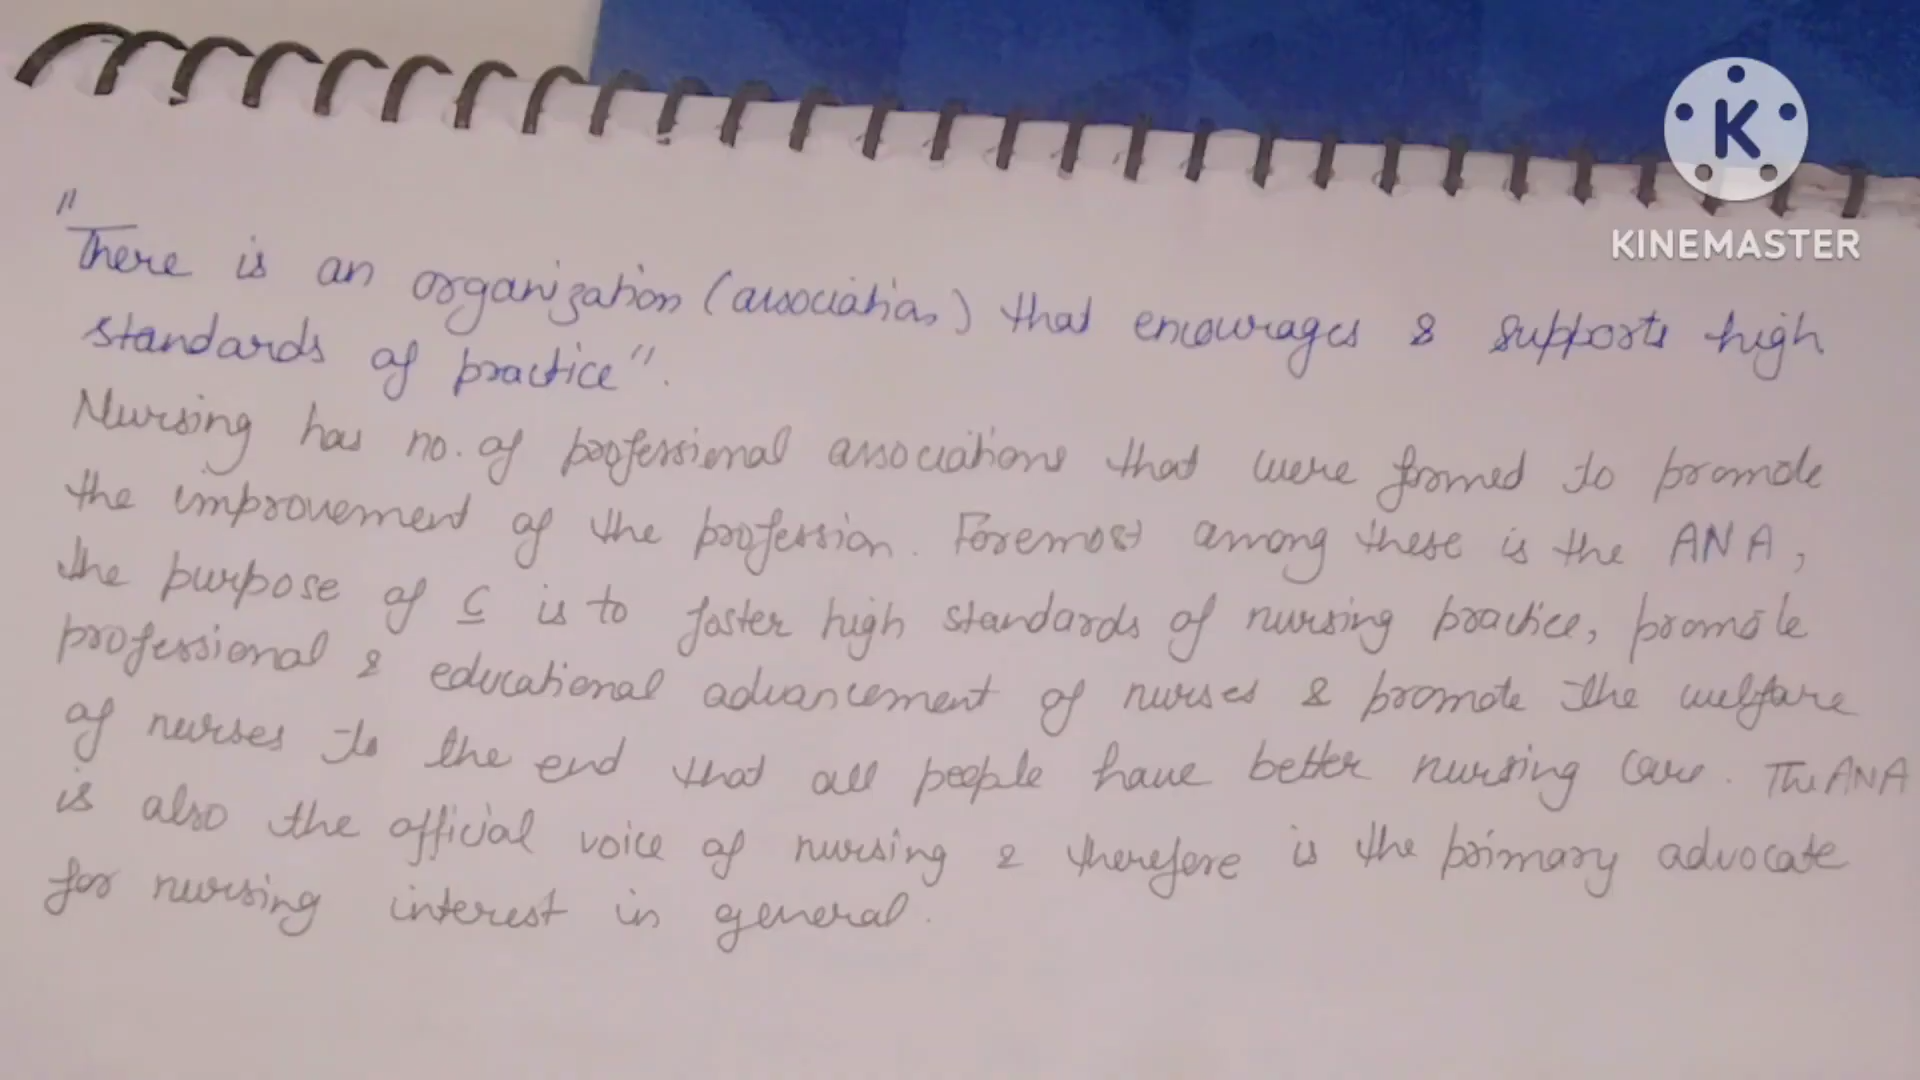 KINEMASTER
"There is an organization (association) that encourages & supports high
standards of practice".
Nursing has no. of professional associations that were formed to promote
the improvement of the profession. Foremost among these is the ANA,
the purpose of C is to foster high standards of nursing practice, promote
professional & educational advancement of nurses & promote the welfare
of nurses to the end that all people have better nursing care. The ANA
is also the official voice of nursing & therefore is the primary advocate
for nursing interest in general.